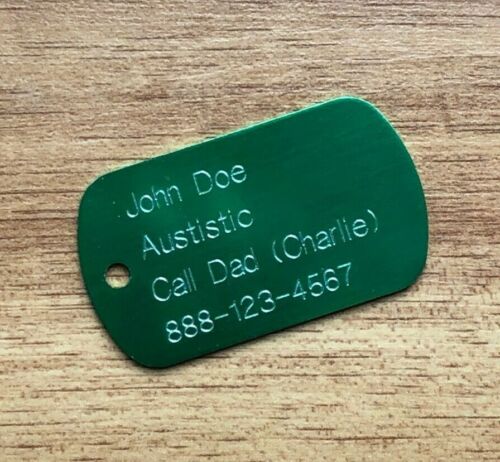 John Doe
Austistic
Call Dad (Charlie)
888-123-4567